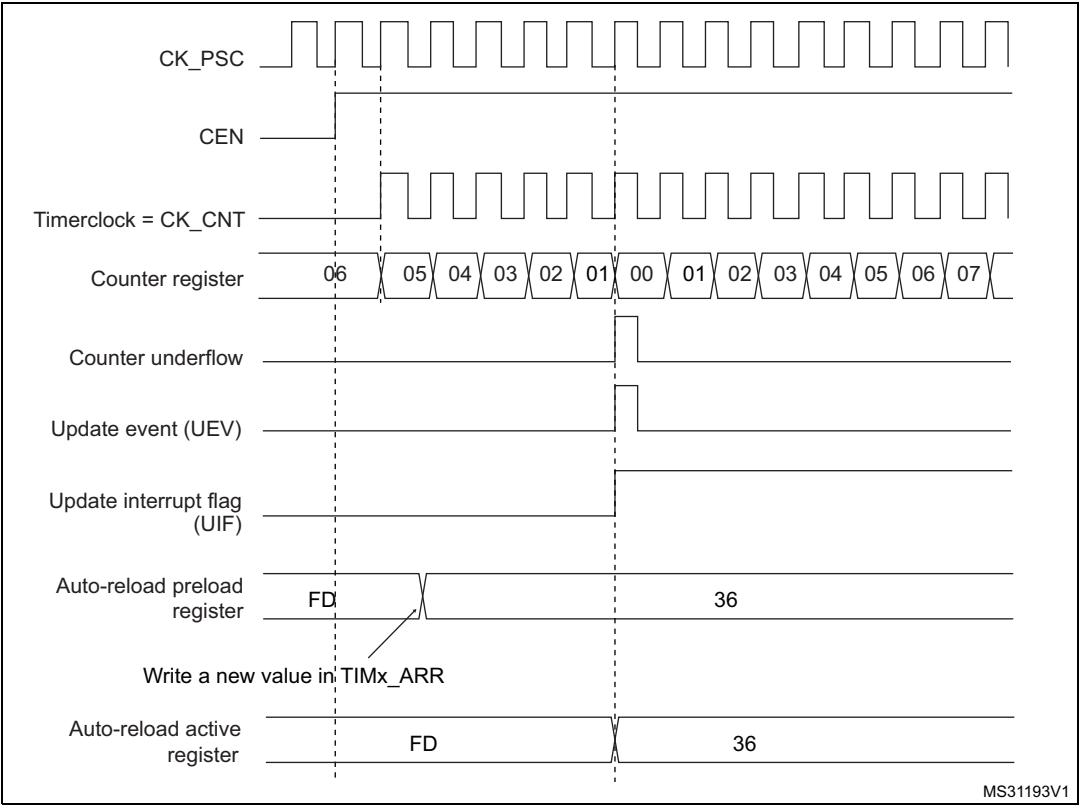 CK_PSC
CEN
Timerclock = CK_CNT
Counter register
06 05 04 03 02 01 00 01 02 03 04 05 06 07
Counter underflow
Update event (UEV)
Update interrupt flag
(UIF)
Auto-reload preload
register
FD 36
Write a new value in TIMx_ARR
Auto-reload active
register
FD 36
MS31193V1